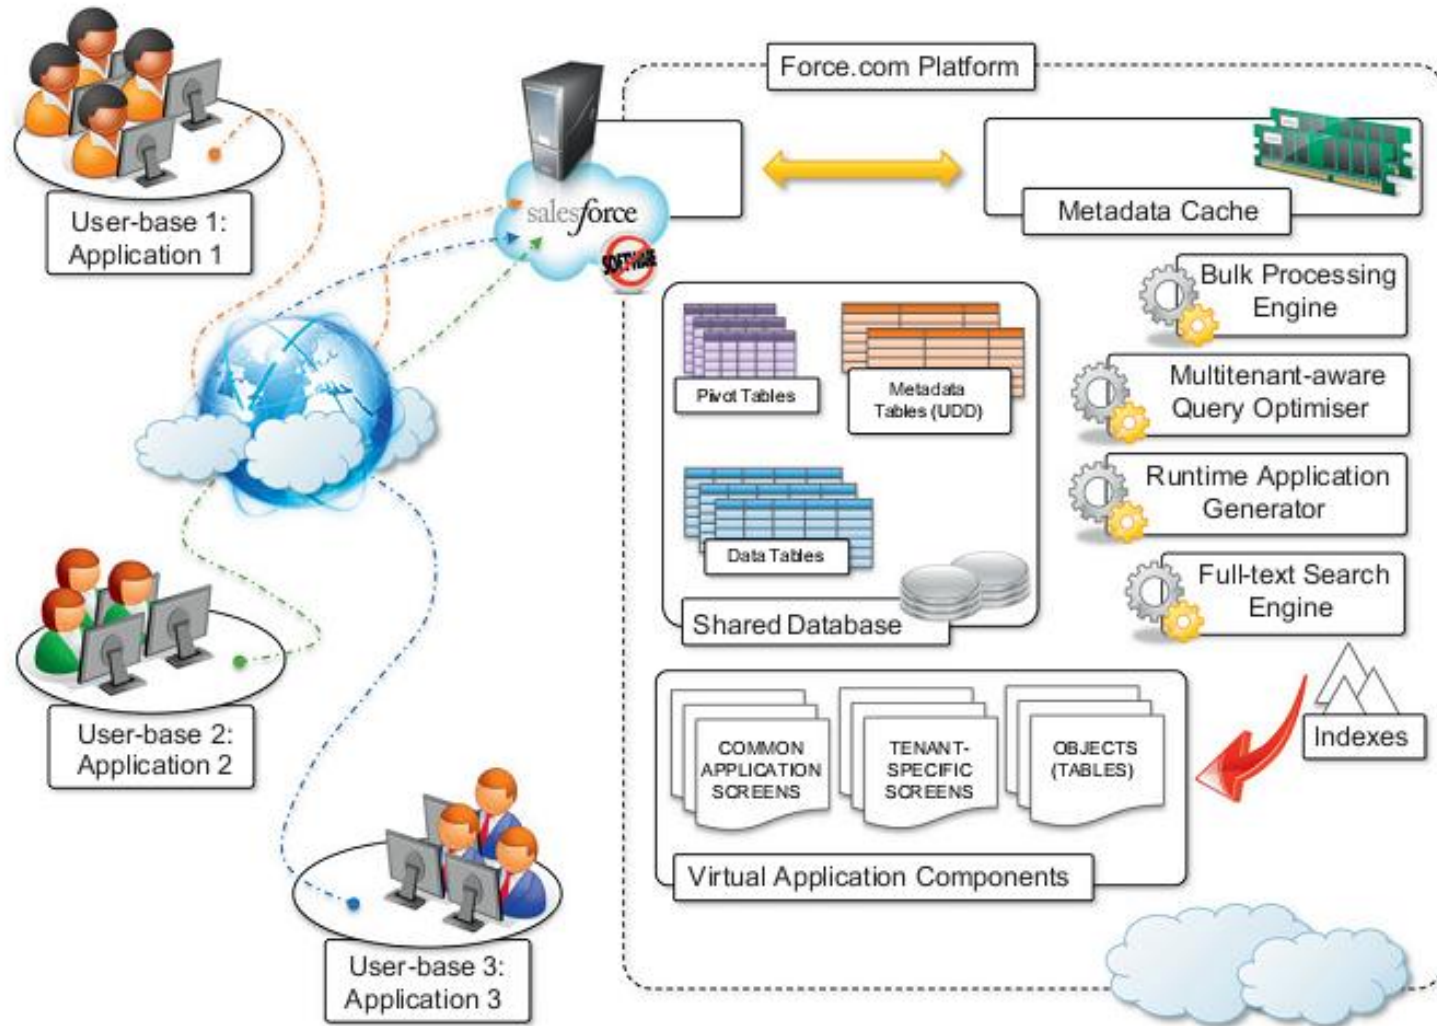 Force.com Platform
User-base 1:
Application 1
salesforce
SOFTWARE
Metadata Cache
Bulk Processing
Engine
Pivot Tables
Metadata
Tables (UDD)
Multitenant-aware
Query Optimiser
Runtime Application
Generator
Data Tables
Full-text Search
Engine
Shared Database
User-base 2:
Application 2
COMMON
APPLICATION
SCREENS
TENANT-
SPECIFIC
SCREENS
OBJECTS
(TABLES)
Indexes
Virtual Application Components
User-base 3:
Application 3